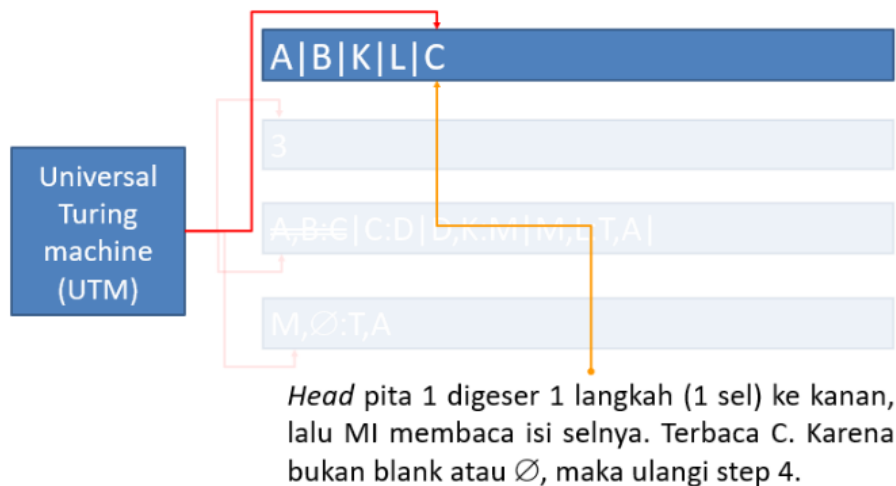 A|B|K|L|C
3
Universal
Turing
machine
(UTM)
A,B:C|C:D|D,K:M|M,L:T,A|
M,∅:T,A
Head pita 1 digeser 1 langkah (1 sel) ke kanan,
lalu MI membaca isi selnya. Terbaca C. Karena
bukan blank atau ∅, maka ulangi step 4.